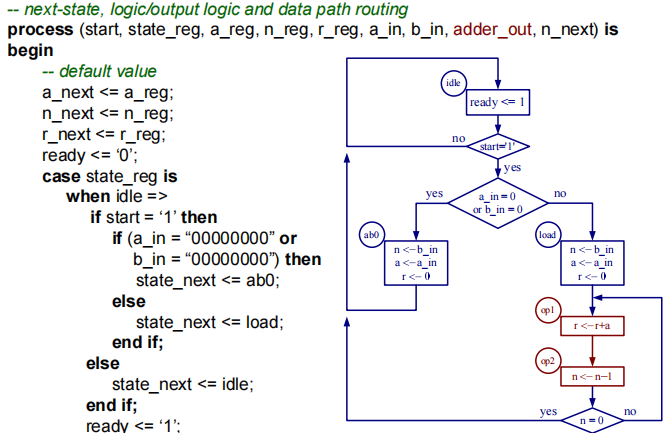 -- next-state, logic/output logic and data path routing
process (start, state_reg, a_reg, n_reg, r_reg, a_in, b_in, adder_out, n_next) is
begin
-- default value
a_next <= a_reg;
n_next <= n_reg;
r_next <= r_reg;
ready <= ‘0’;
case state_reg is
when idle =>
if start = ‘1’ then
if (a_in = “00000000” or
b_in = “00000000”) then
state_next <= ab0;
else
state_next <= load;
end if;
else
state_next <= idle;
end if;
ready <= ‘1’;
idle
ready <= 1
no
start='1'
yes
yes
a_in = 0
or b_in = 0
no
ab0
n <- b_in
a <- a_in
r <- 0
load
n <- b_in
a <- a_in
r <- 0
op1
r <- r+a
op2
n <- n-1
yes
n = 0
no